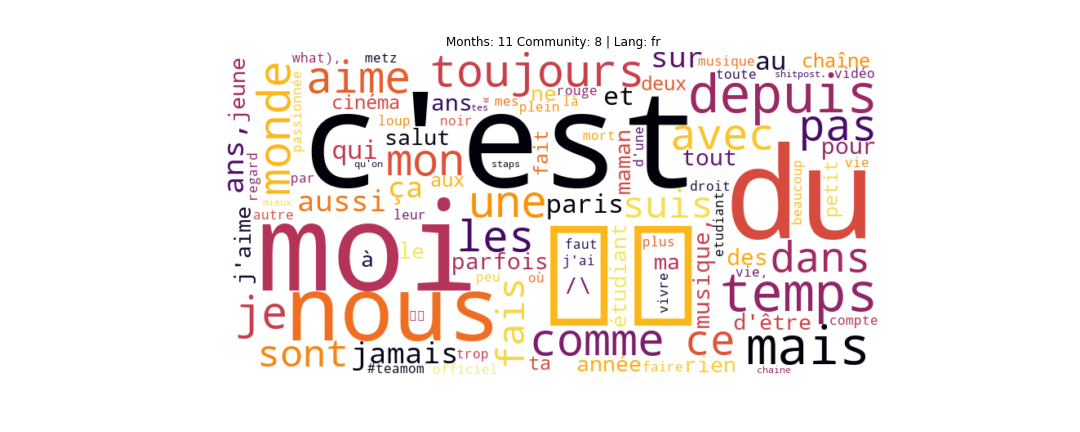 Months: 11 Community: 8 | Lang: fr
what), metz sur musique au chaîne
jeune aime toujours deux toute shitpost. vidéo
monde passionnée cinéma ans, tes mes ne plein rouge là et depuis
ans, loup noir salut c'est avec pas
regard qui qu'on mon staps fait mort maman d'une tout pour
par ça aux droit vie
mieux aussi leur une paris suis étudiant beaucoup petit
autre j'aime moi à le les faut plus
parfois j'ai ma des dans
peu où /\ vivre musique, vie, temps
je nous fais étudiant d'être compte
sont jamais trop comme ce mais
#teamom officiel ta année faire rien chaine
du